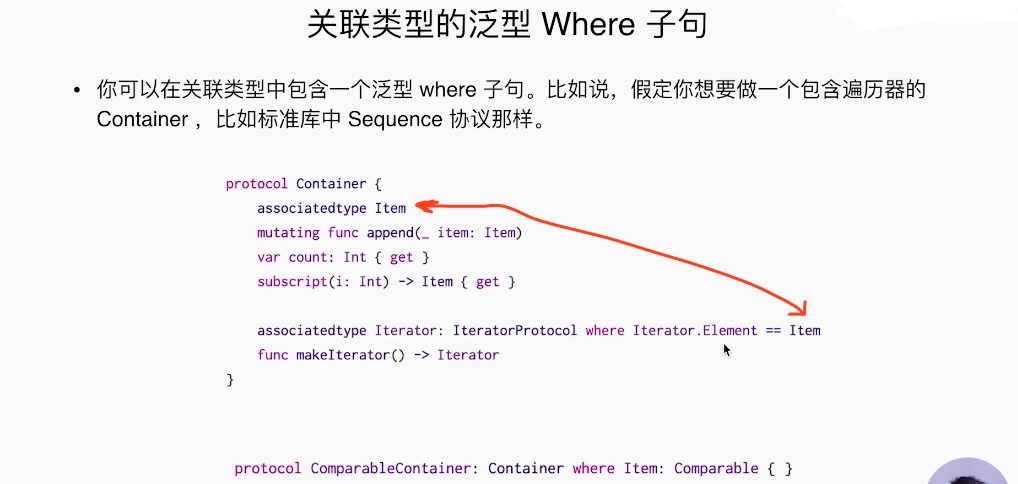 关联类型的泛型 Where 子句
• 你可以在关联类型中包含一个泛型 where 子句。比如说，假定你想要做一个包含遍历器的
Container ，比如标准库中 Sequence 协议那样。
protocol Container {
associatedtype Item
mutating func append(_ item: Item)
var count: Int { get }
subscript(i: Int) -> Item { get }
associatedtype Iterator: IteratorProtocol where Iterator.Element == Item
func makeIterator() -> Iterator
}
protocol ComparableContainer: Container where Item: Comparable { }